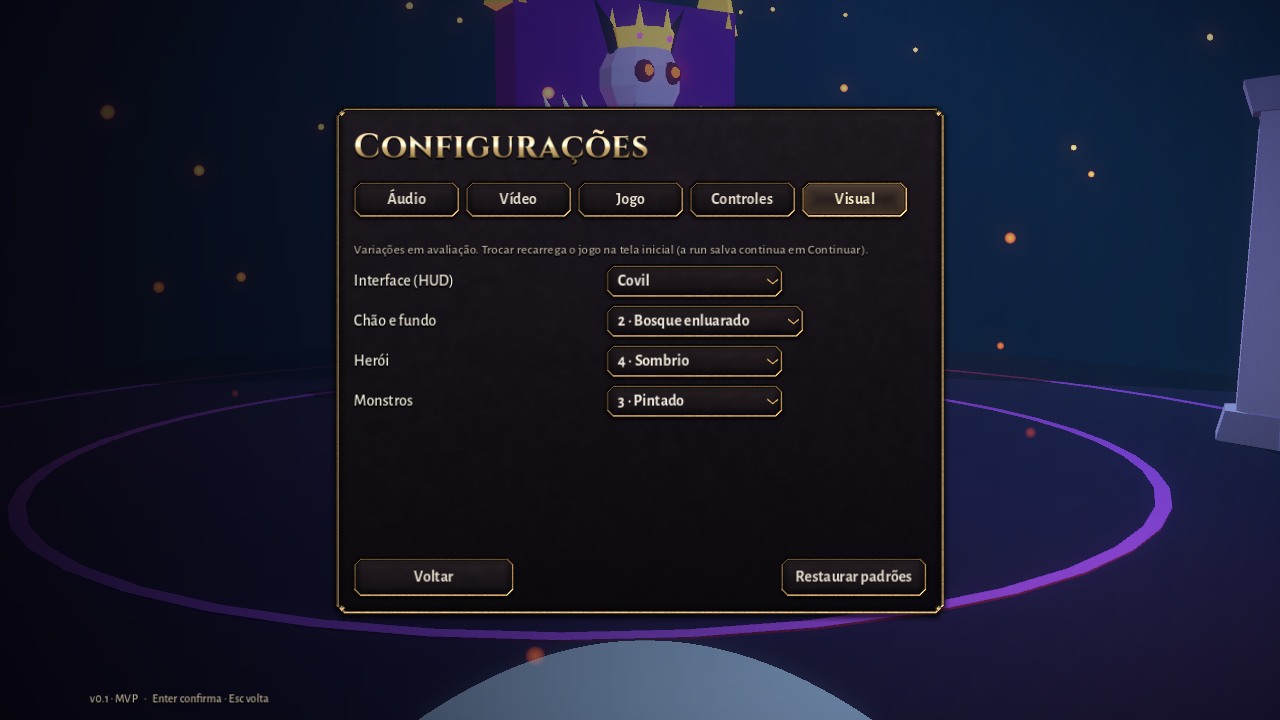 Configurações
Áudio Vídeo Jogo Controles Visual
Variações em avaliação. Trocar recarrega o jogo na tela inicial (a run salva continua em Continuar).
Interface (HUD) Covil
Chão e fundo 2 · Bosque enluarado
Herói 4 · Sombrio
Monstros 3 · Pintado
Voltar Restaurar padrões
v0.1 · MVP · Enter confirma · Esc volta